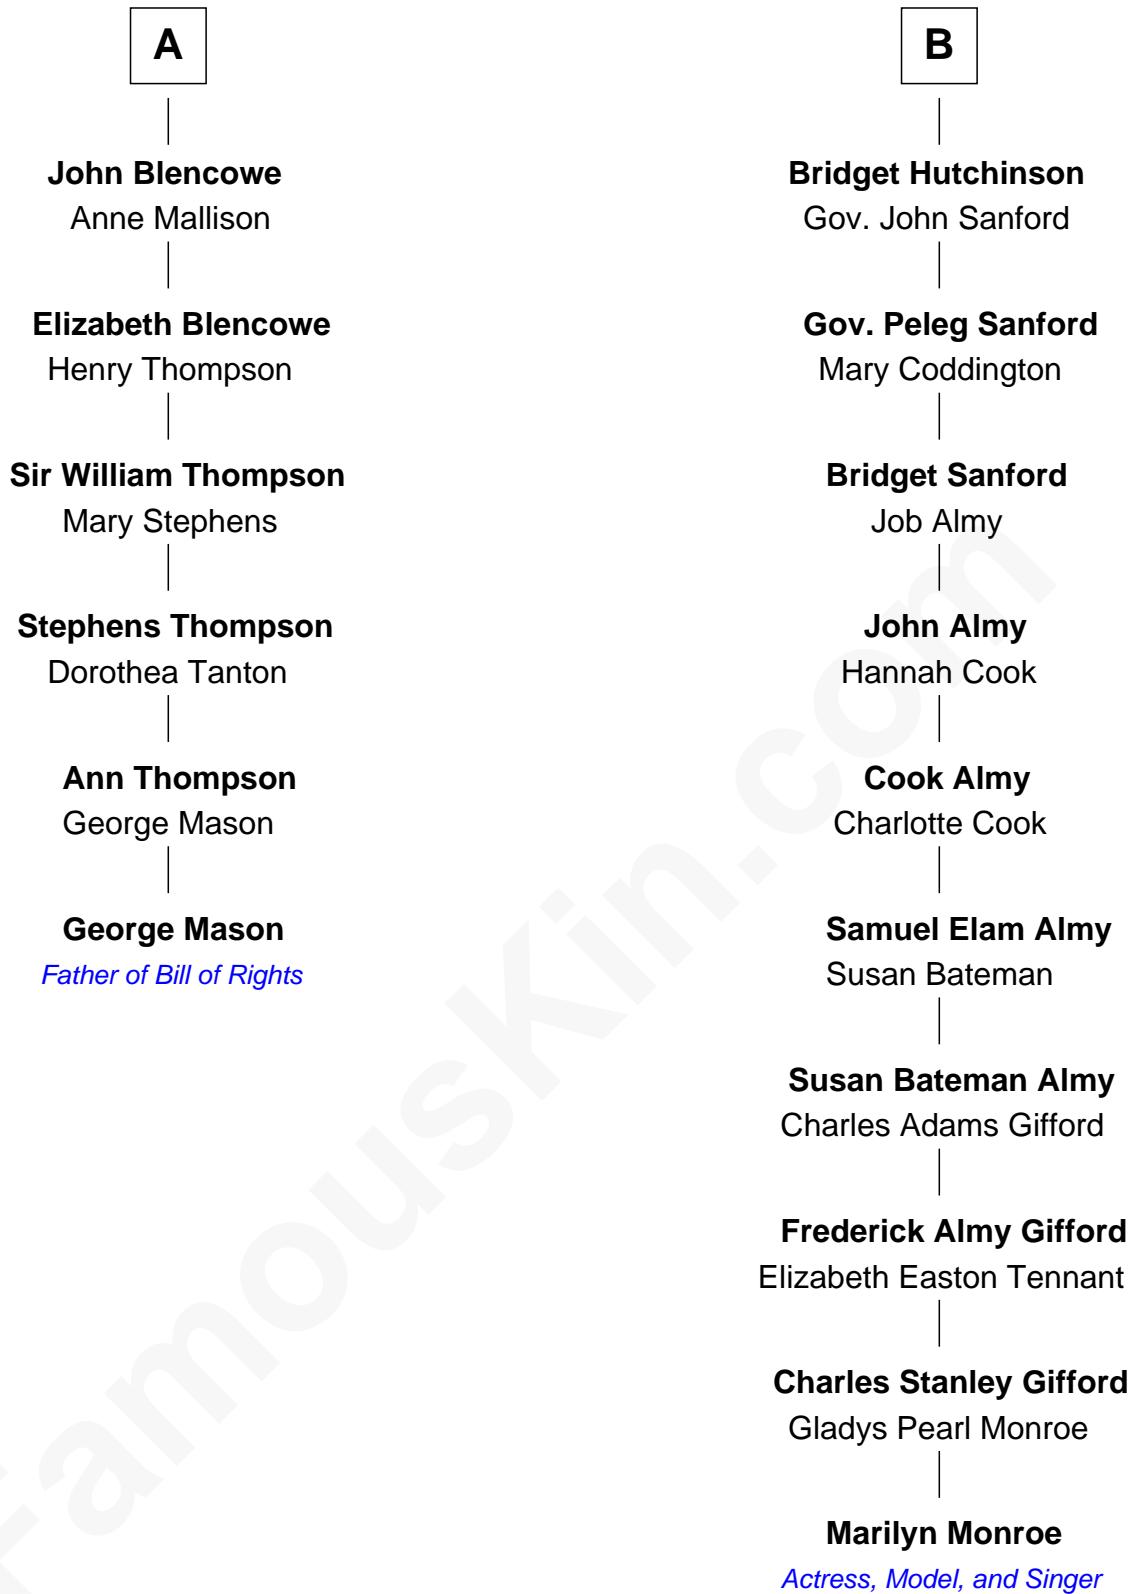 A
John Blencowe
Anne Mallison
Elizabeth Blencowe
Henry Thompson
Sir William Thompson
Mary Stephens
Stephens Thompson
Dorothea Tanton
Ann Thompson
George Mason
George Mason
Father of Bill of Rights
B
Bridget Hutchinson
Gov. John Sanford
Gov. Peleg Sanford
Mary Coddington
Bridget Sanford
Job Almy
John Almy
Hannah Cook
Cook Almy
Charlotte Cook
Samuel Elam Almy
Susan Bateman
Susan Bateman Almy
Charles Adams Gifford
Frederick Almy Gifford
Elizabeth Easton Tennant
Charles Stanley Gifford
Gladys Pearl Monroe
Marilyn Monroe
Actress, Model, and Singer
FamousKin.com